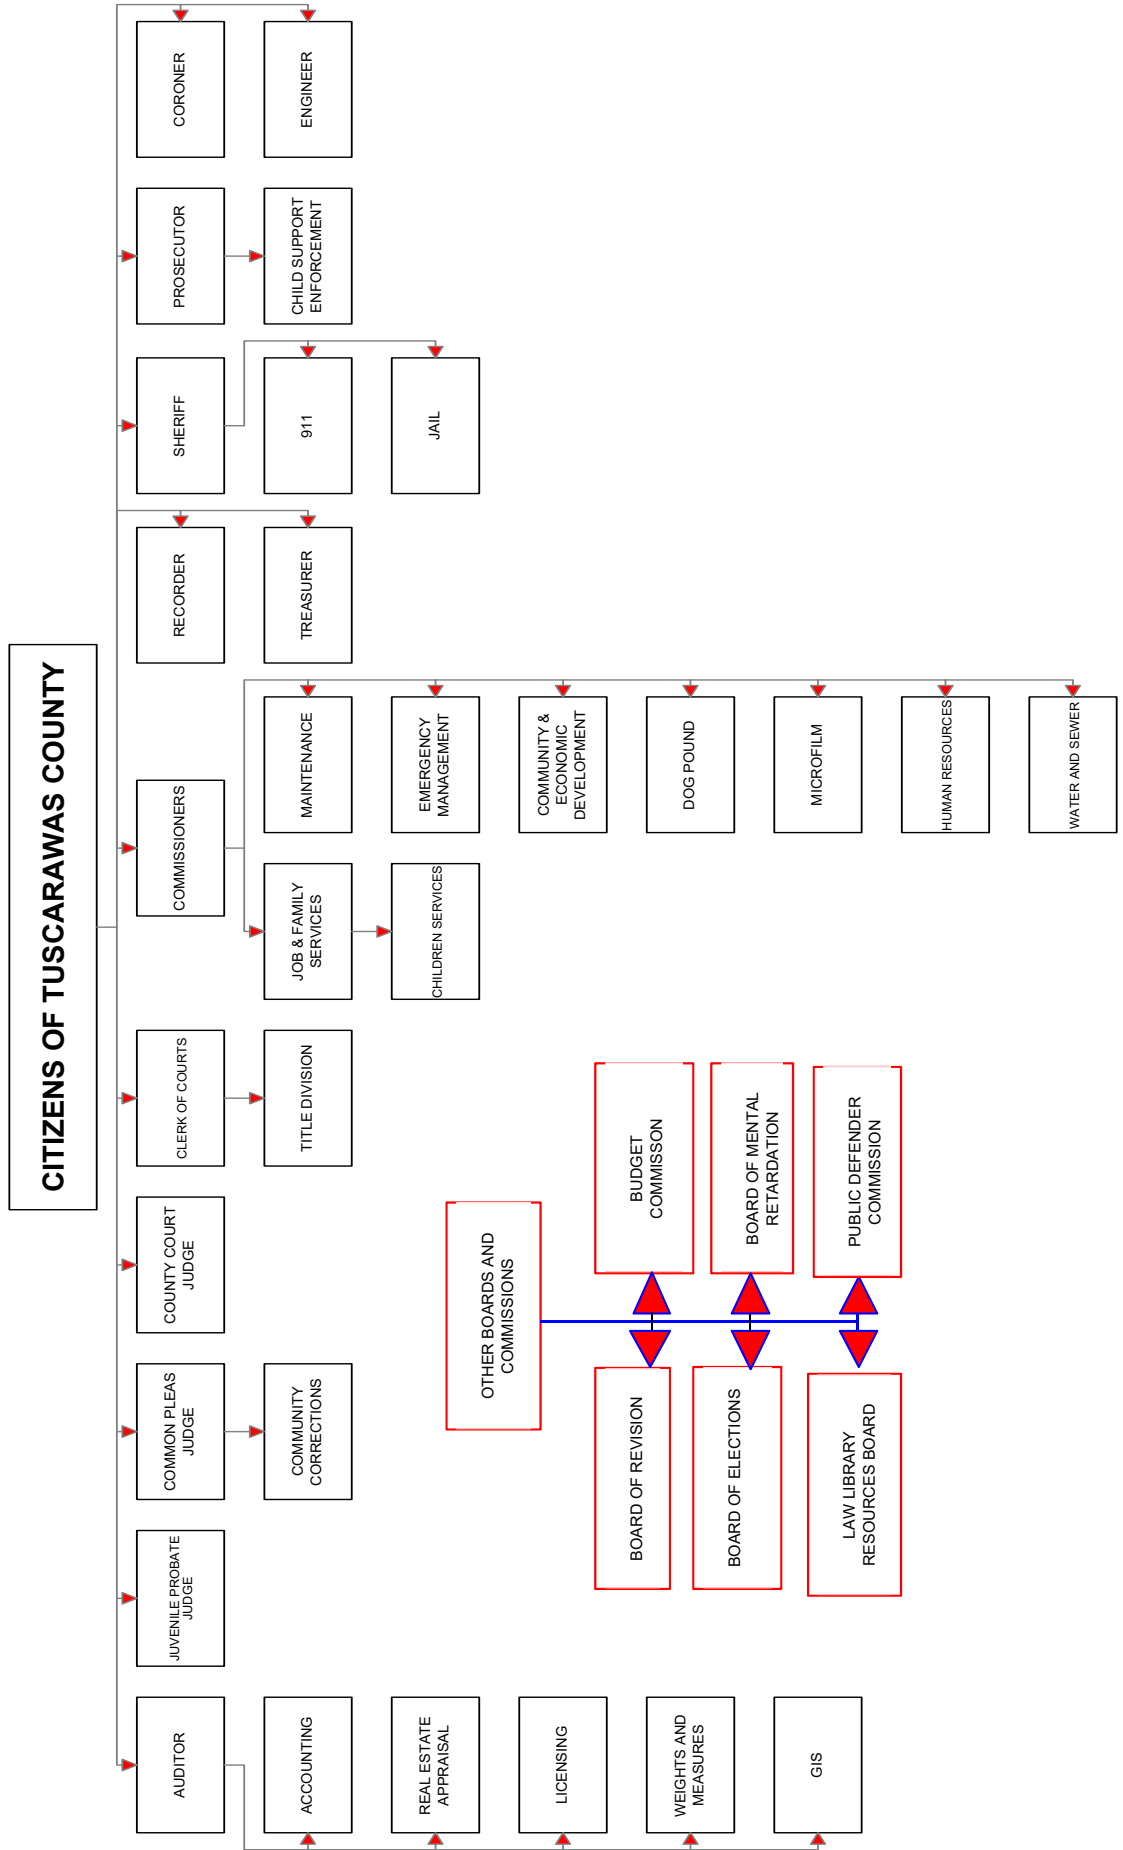 CITIZENS OF TUSCARAWAS COUNTY
AUDITOR
JUVENILE PROBATE
JUDGE
COMMON PLEAS
JUDGE
COUNTY COURT
JUDGE
CLERK OF COURTS
COMMISSIONERS
RECORDER
SHERIFF
PROSECUTOR
CORONER
ACCOUNTING
COMMUNITY
CORRECTIONS
TITLE DIVISION
JOB & FAMILY
SERVICES
MAINTENANCE
TREASURER
911
CHILD SUPPORT
ENFORCEMENT
ENGINEER
REAL ESTATE
APPRAISAL
CHILDREN SERVICES
EMERGENCY
MANAGEMENT
JAIL
OTHER BOARDS AND
COMMISSIONS
LICENSING
COMMUNITY &
ECONOMIC
DEVELOPMENT
BOARD OF REVISION
BUDGET
COMMISSON
WEIGHTS AND
MEASURES
DOG POUND
BOARD OF ELECTIONS
BOARD OF MENTAL
RETARDATION
GIS
MICROFILM
LAW LIBRARY
RESOURCES BOARD
PUBLIC DEFENDER
COMMISSION
HUMAN RESOURCES
WATER AND SEWER